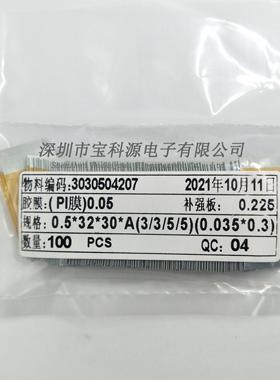 深圳市宝科源电子有限公司
物料编码:3030504207 2021年10月11日
胶膜:(PI膜)0.05 补强板: 0.225
规格: 0.5*32*30*A(3/3/5/5)(0.035*0.3)
数量:100 PCS QC: 04